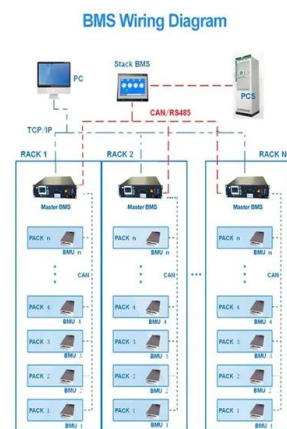 BMS Wiring Diagram
Stack BMS
PC
PCS
CAN/RS485
TCP/IP
RACK 1
RACK 2
RACK N
Master BMS
Master BMS
Master BMS
PACK n
PACK n
PACK n
BMU n
BMU n
BMU n
CAN
CAN
CAN
PACK 4
PACK 4
PACK 4
BMU 4
BMU 4
BMU 4
PACK 3
PACK 3
PACK 3
BMU 3
BMU 3
BMU 3
PACK 2
PACK 2
PACK 2
BMU 2
BMU 2
BMU 2
PACK 1
PACK 1
PACK 1
BMU 1
BMU 1
BMU 1